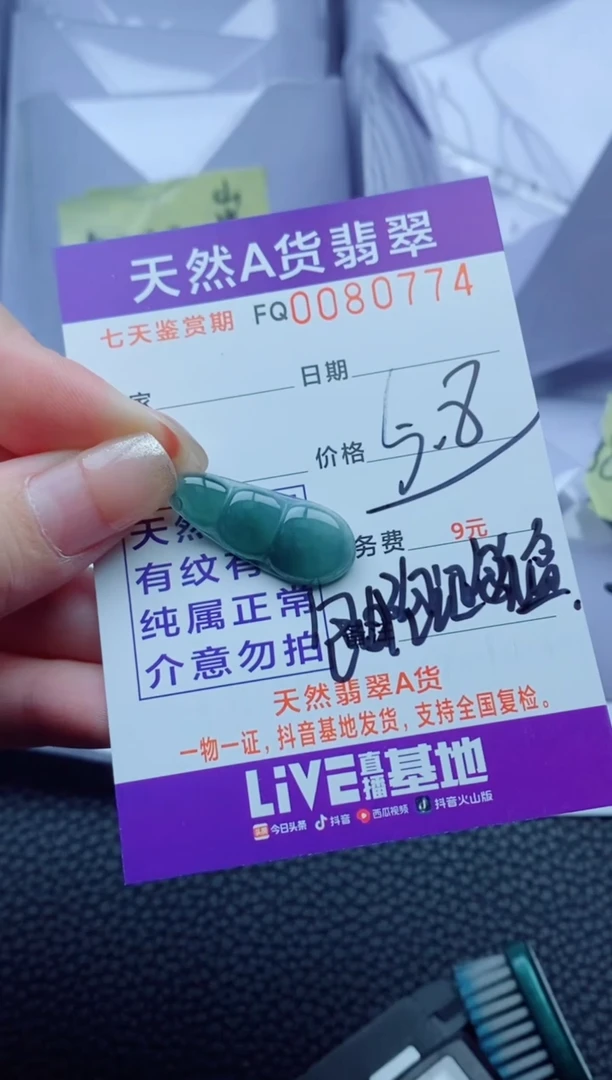 山
天然A货翡翠
七天鉴赏期 FQ0080774
家 日期
价格 5.8
务费 9元
天然
有纹有
纯属正常
介意勿拍
天然翡翠A货
一物一证，抖音基地发货，支持全国复检。
LiVE直播基地
头条 今日头条 抖音 西瓜视频 抖音火山版